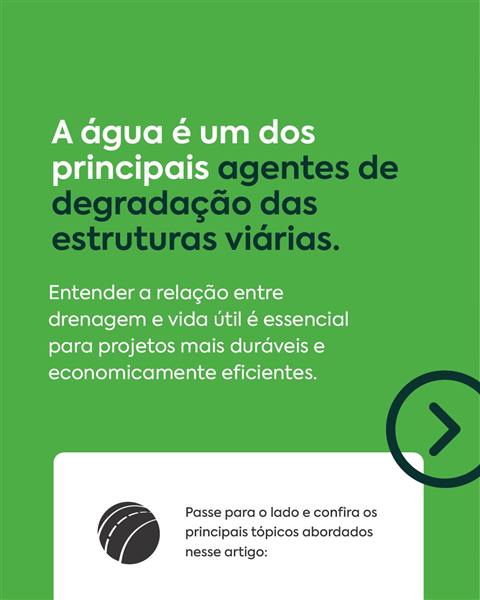 A água é um dos
principais agentes de
degradação das
estruturas viárias.
Entender a relação entre
drenagem e vida útil é essencial
para projetos mais duráveis e
economicamente eficientes.
Passe para o lado e confira os
principais tópicos abordados
nesse artigo: